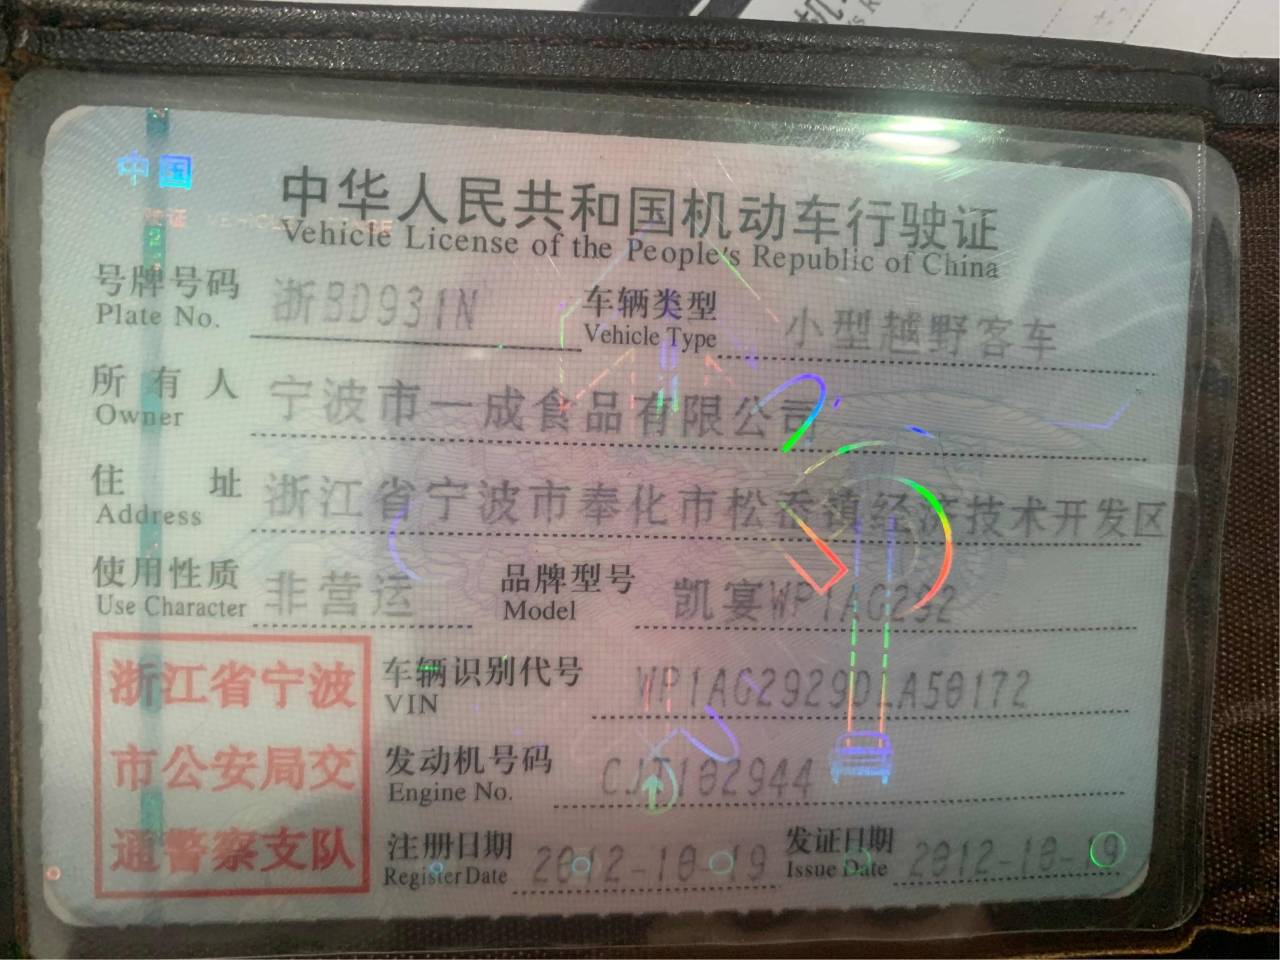 中国
中华人民共和国机动车行驶证
Vehicle License of the People's Republic of China
号牌号码 浙BD931N 车辆类型 小型越野客车
Plate No. Vehicle Type
所有人 宁波市一成食品有限公司
Owner
住址 浙江省宁波市奉化市松岙镇经济技术开发区
Address
使用性质 非营运 品牌型号 凯宴WP1AG292
Use Character Model
浙江省宁波 车辆识别代号 WP1AG2929DLA50172
VIN
市公安局交 发动机号码 CJT102944
Engine No.
通警察支队 注册日期 2012-10-19 发证日期 2012-10-19
Register Date Issue Date